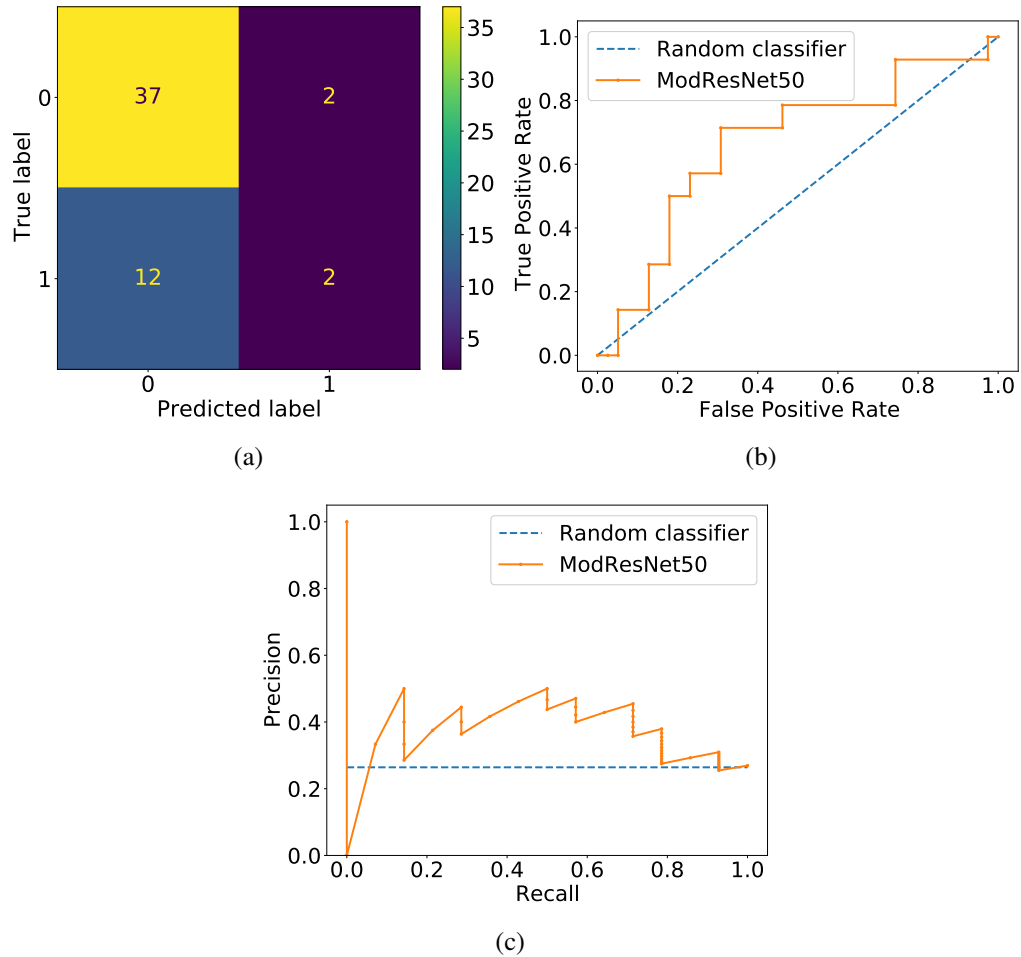 37 2
12 2
0
1
True label
0 1
Predicted label
35
30
25
20
15
10
5
(a)
Random classifier
ModResNet50
1.0
0.8
0.6
0.4
0.2
0.0
True Positive Rate
0.0 0.2 0.4 0.6 0.8 1.0
False Positive Rate
(b)
Random classifier
ModResNet50
1.0
0.8
0.6
0.4
0.2
0.0
Precision
0.0 0.2 0.4 0.6 0.8 1.0
Recall
(c)